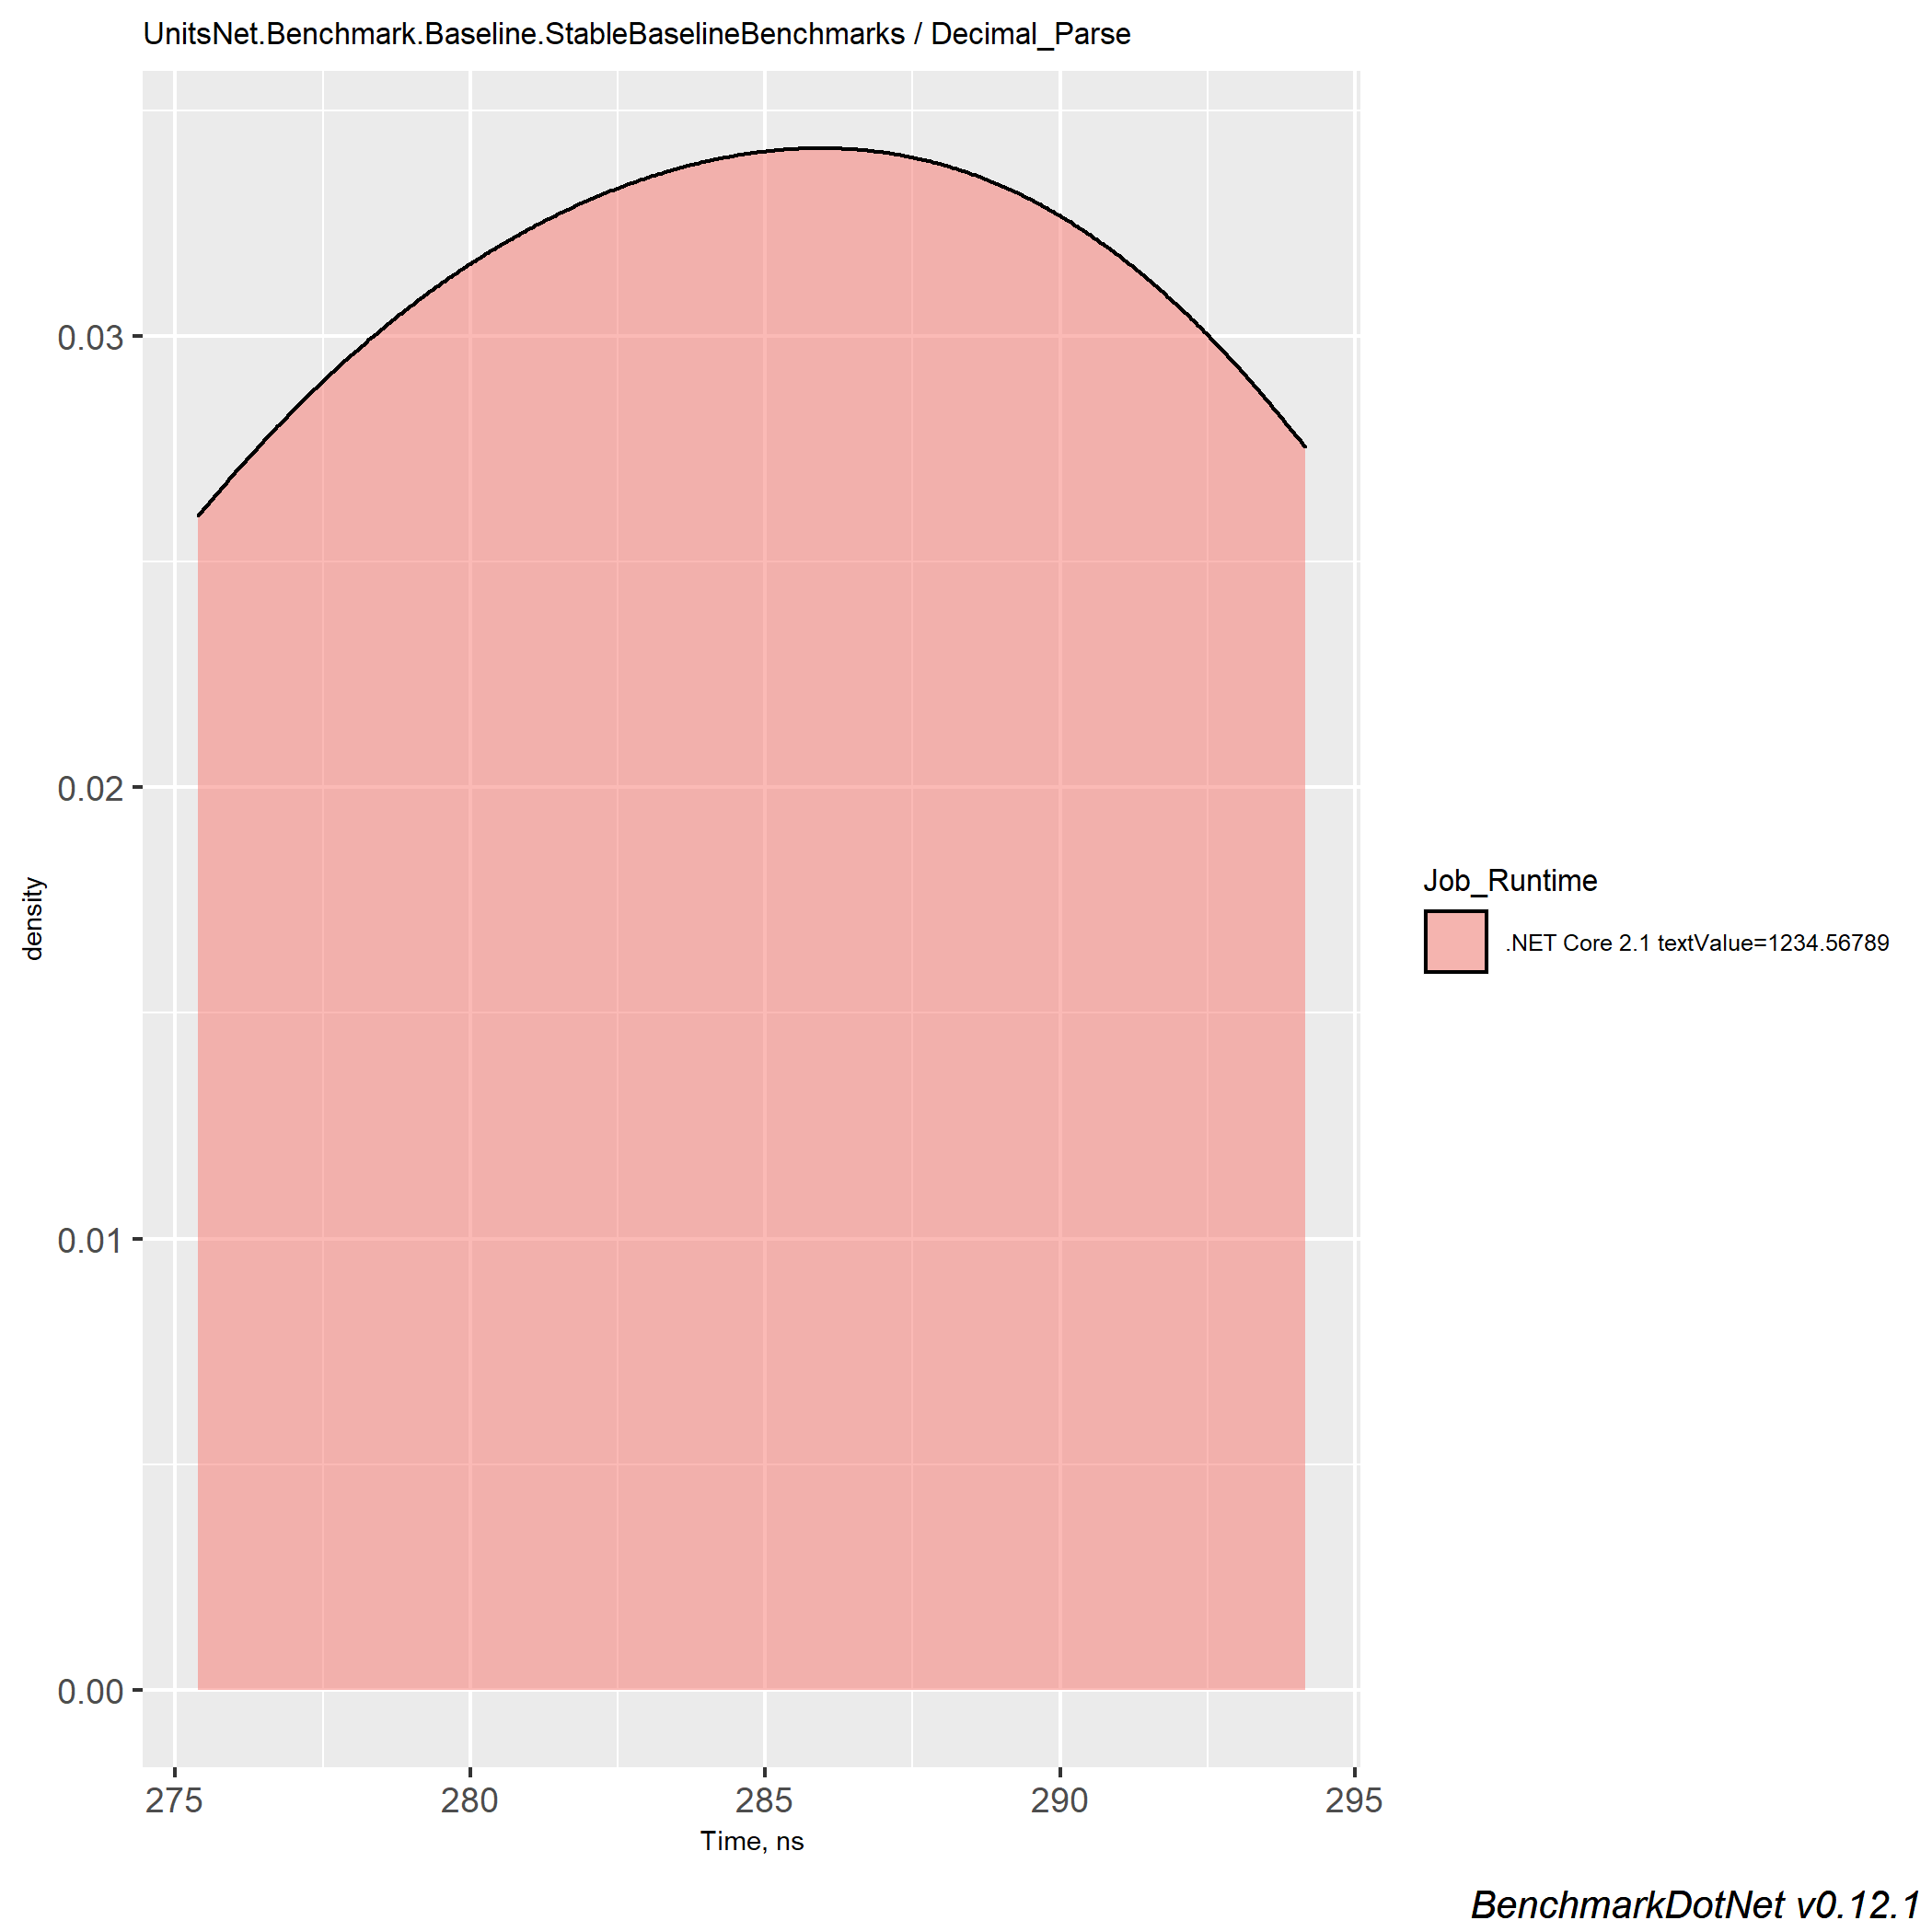 UnitsNet.Benchmark.Baseline.StableBaselineBenchmarks / Decimal_Parse
0.03
0.02
0.01
0.00
density
275 280 285 290 295
Time, ns
Job_Runtime
.NET Core 2.1 textValue=1234.56789
BenchmarkDotNet v0.12.1